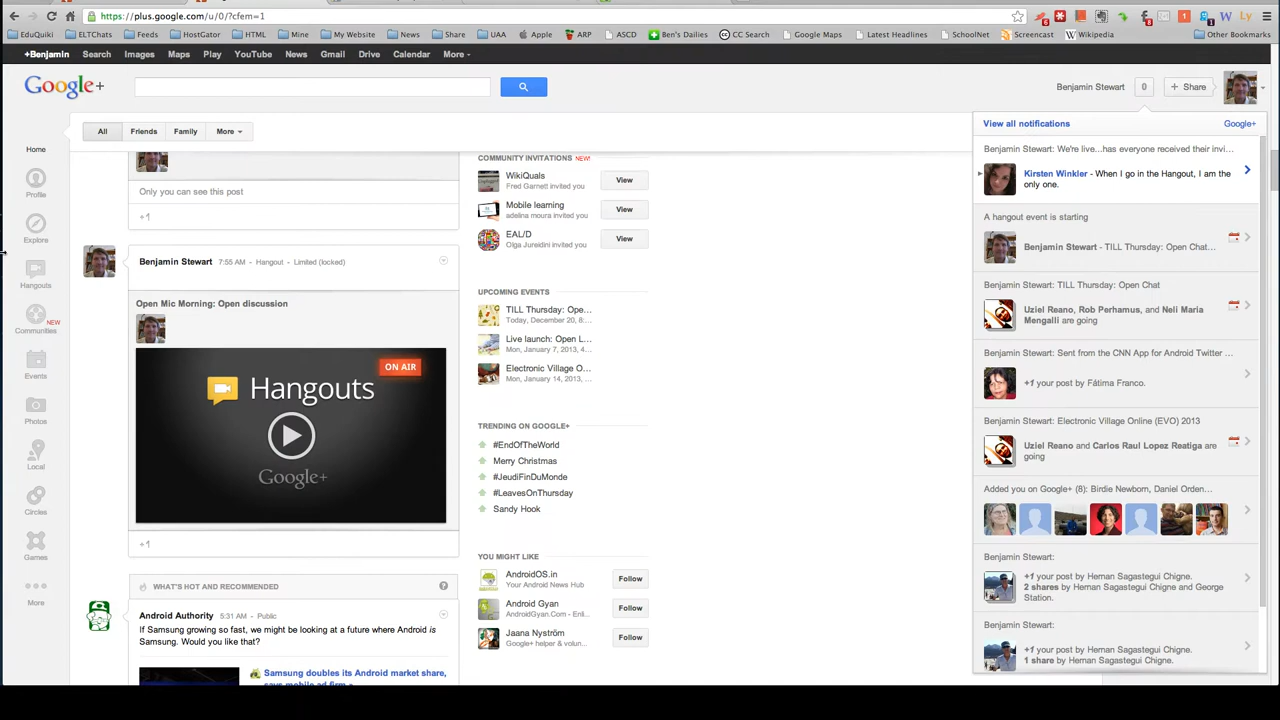 https://plus.google.com/u/0/?cfem=1
EduQuiki ELTChats Feeds HostGator HTML Mine My Website News Share UAA Apple ARP ASCD Ben's Dailies CC Search Google Maps Latest Headlines SchoolNet Screencast Wikipedia Other Bookmarks
+Benjamin Search Images Maps Play YouTube News Gmail Drive Calendar More
Google+
Benjamin Stewart 0 + Share
All Friends Family More
View all notifications Google+
Home
Profile
Explore
Hangouts
NEW
Communities
Events
Photos
Local
Circles
Games
More
Only you can see this post
+1
Benjamin Stewart 7:55 AM - Hangout - Limited (locked)
Open Mic Morning: Open discussion
ON AIR
Hangouts
Google+
+1
WHAT'S HOT AND RECOMMENDED
Android Authority 5:31 AM - Public
If Samsung growing so fast, we might be looking at a future where Android is
Samsung. Would you like that?
Samsung doubles its Android market share,
says mobile ad firm
COMMUNITY INVITATIONS NEW!
WikiQuals
Fred Garnett invited you
View
Mobile learning
adelina moura invited you
View
EAL/D
Olga Jureidini invited you
View
UPCOMING EVENTS
TILL Thursday: Ope...
Today, December 20, 8:...
Live launch: Open L...
Mon, January 7, 2013, 4...
Electronic Village O...
Mon, January 14, 2013, ...
TRENDING ON GOOGLE+
#EndOfTheWorld
Merry Christmas
#JeudiFinDuMonde
#LeavesOnThursday
Sandy Hook
YOU MIGHT LIKE
AndroidOS.in
Your Android News Hub
Follow
Android Gyan
AndroidGyan.Com - Enli...
Follow
Jaana Nyström
Google+ helper & volun...
Follow
Benjamin Stewart: We're live...has everyone received their invi...
Kirsten Winkler - When I go in the Hangout, I am the
only one.
A hangout event is starting
Benjamin Stewart - TILL Thursday: Open Chat...
Benjamin Stewart: TILL Thursday: Open Chat
Uziel Reano, Rob Perhamus, and Neli Maria
Mengalli are going
Benjamin Stewart: Sent from the CNN App for Android Twitter ...
+1 your post by Fátima Franco.
Benjamin Stewart: Electronic Village Online (EVO) 2013
Uziel Reano and Carlos Raul Lopez Reatiga are
going
Added you on Google+ (8): Birdie Newborn, Daniel Orden...
Benjamin Stewart:
+1 your post by Hernan Sagastegui Chigne.
2 shares by Hernan Sagastegui Chigne and George
Station.
Benjamin Stewart:
+1 your post by Hernan Sagastegui Chigne.
1 share by Hernan Sagastegui Chigne.